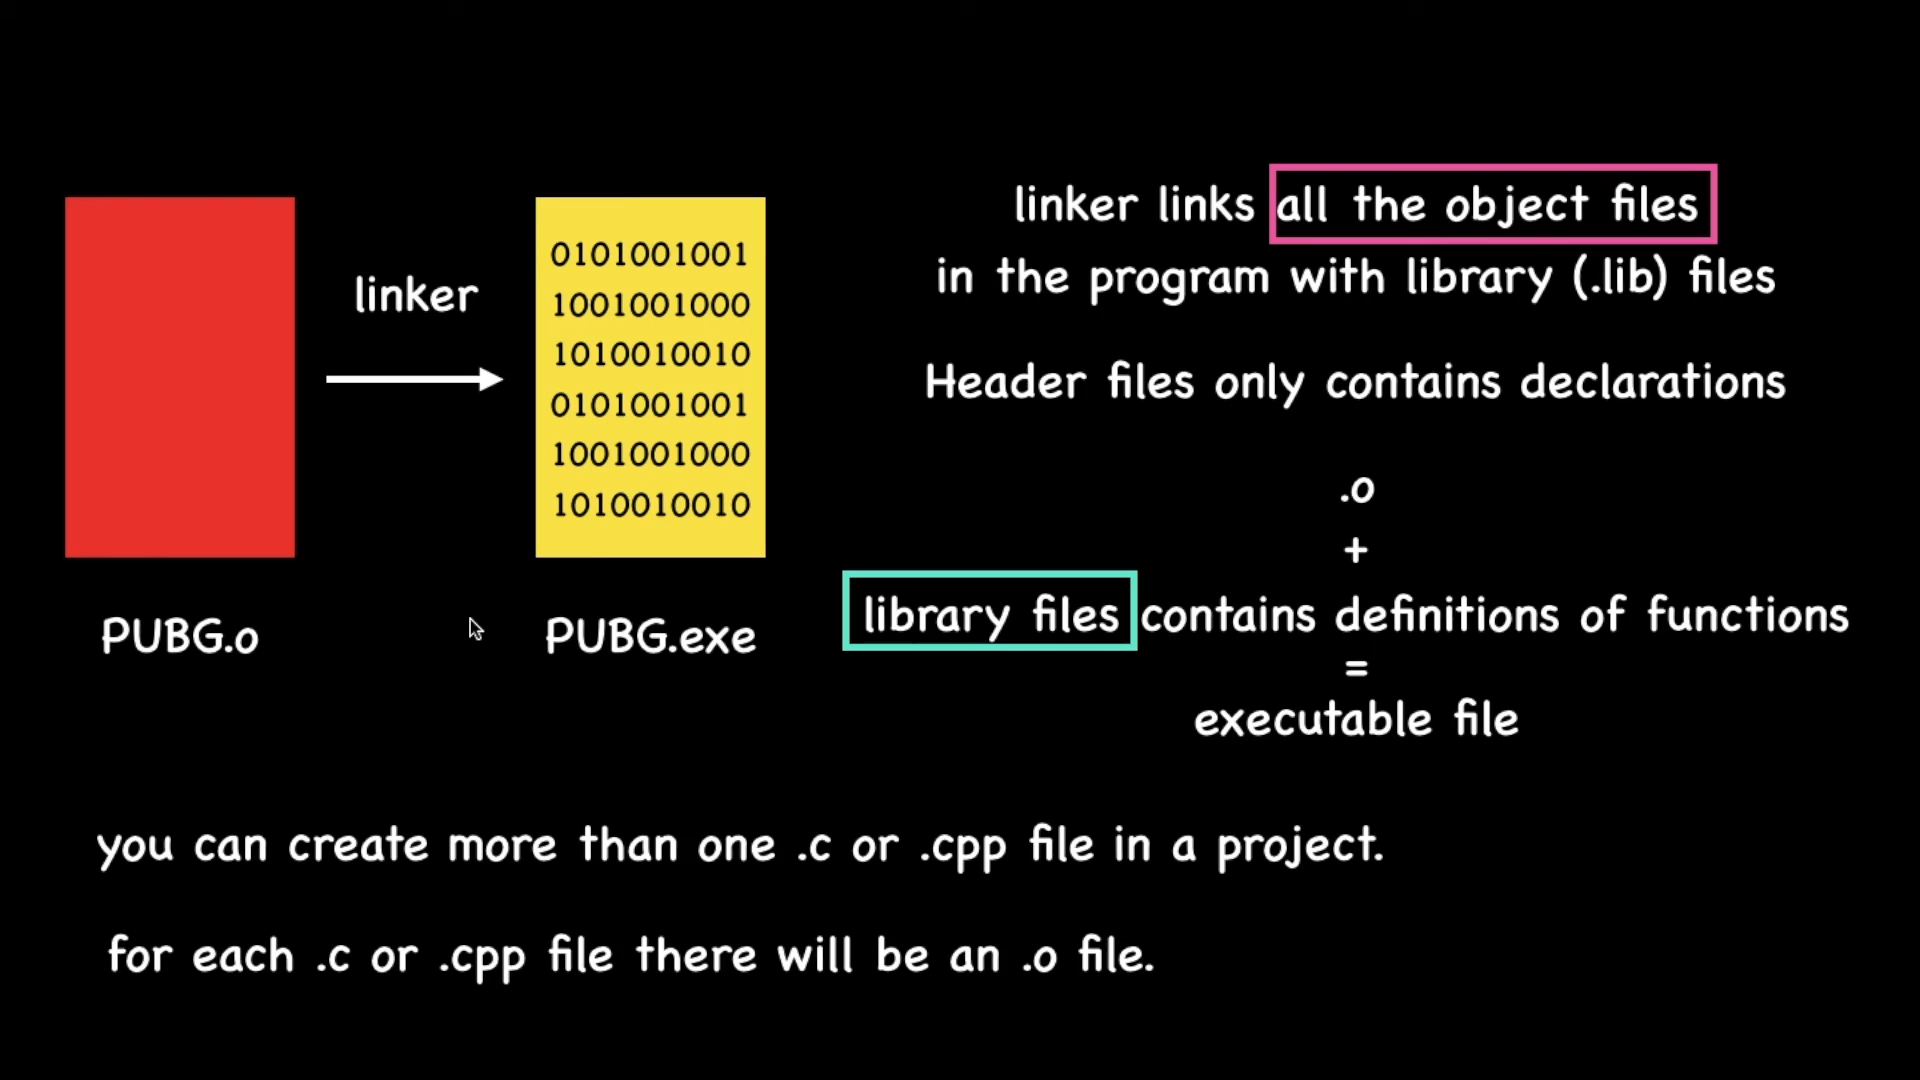 linker
0101001001
1001001000
1010010010
0101001001
1001001000
1010010010
PUBG.o
PUBG.exe
linker links all the object files
in the program with library (.lib) files
Header files only contains declarations
.o
+
library files contains definitions of functions
=
executable file
you can create more than one .c or .cpp file in a project.
for each .c or .cpp file there will be an .o file.